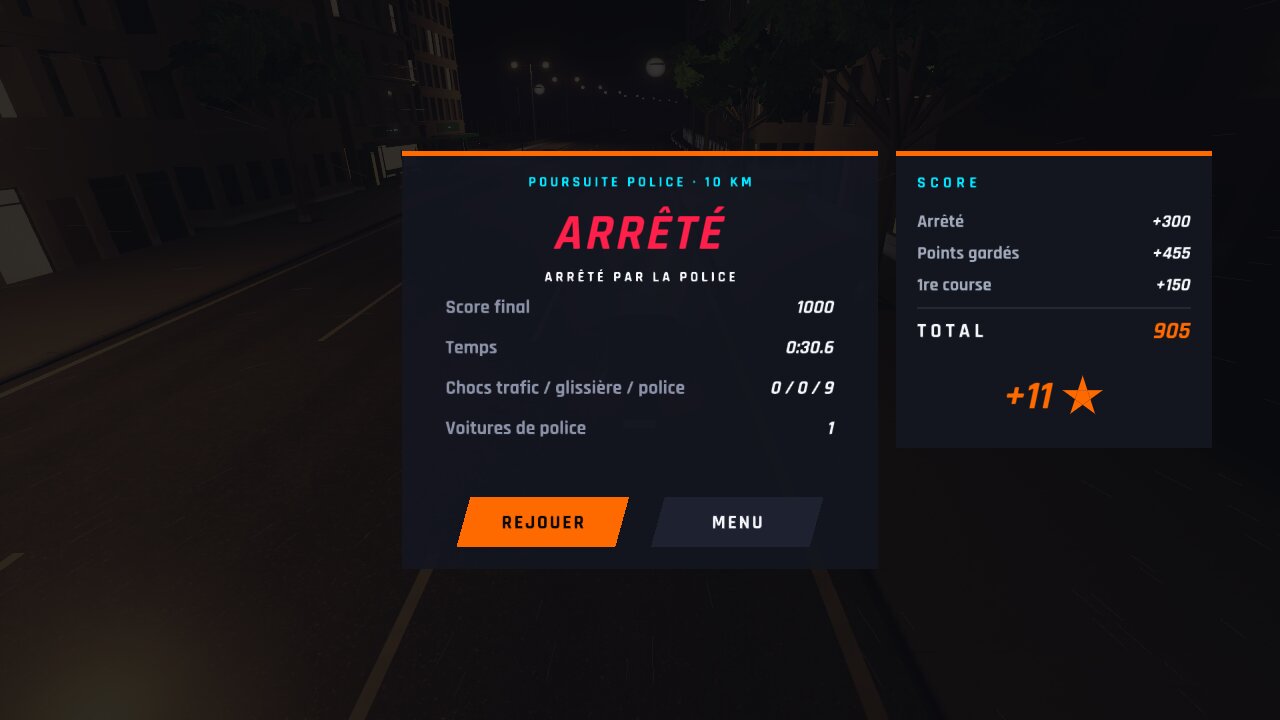 POURSUITE POLICE · 10 KM
ARRÊTÉ
ARRÊTÉ PAR LA POLICE
Score final 1000
Temps 0:30.6
Chocs trafic / glissière / police 0 / 0 / 9
Voitures de police 1
REJOUER MENU
SCORE
Arrêté +300
Points gardés +455
1re course +150
TOTAL 905
+11 ★